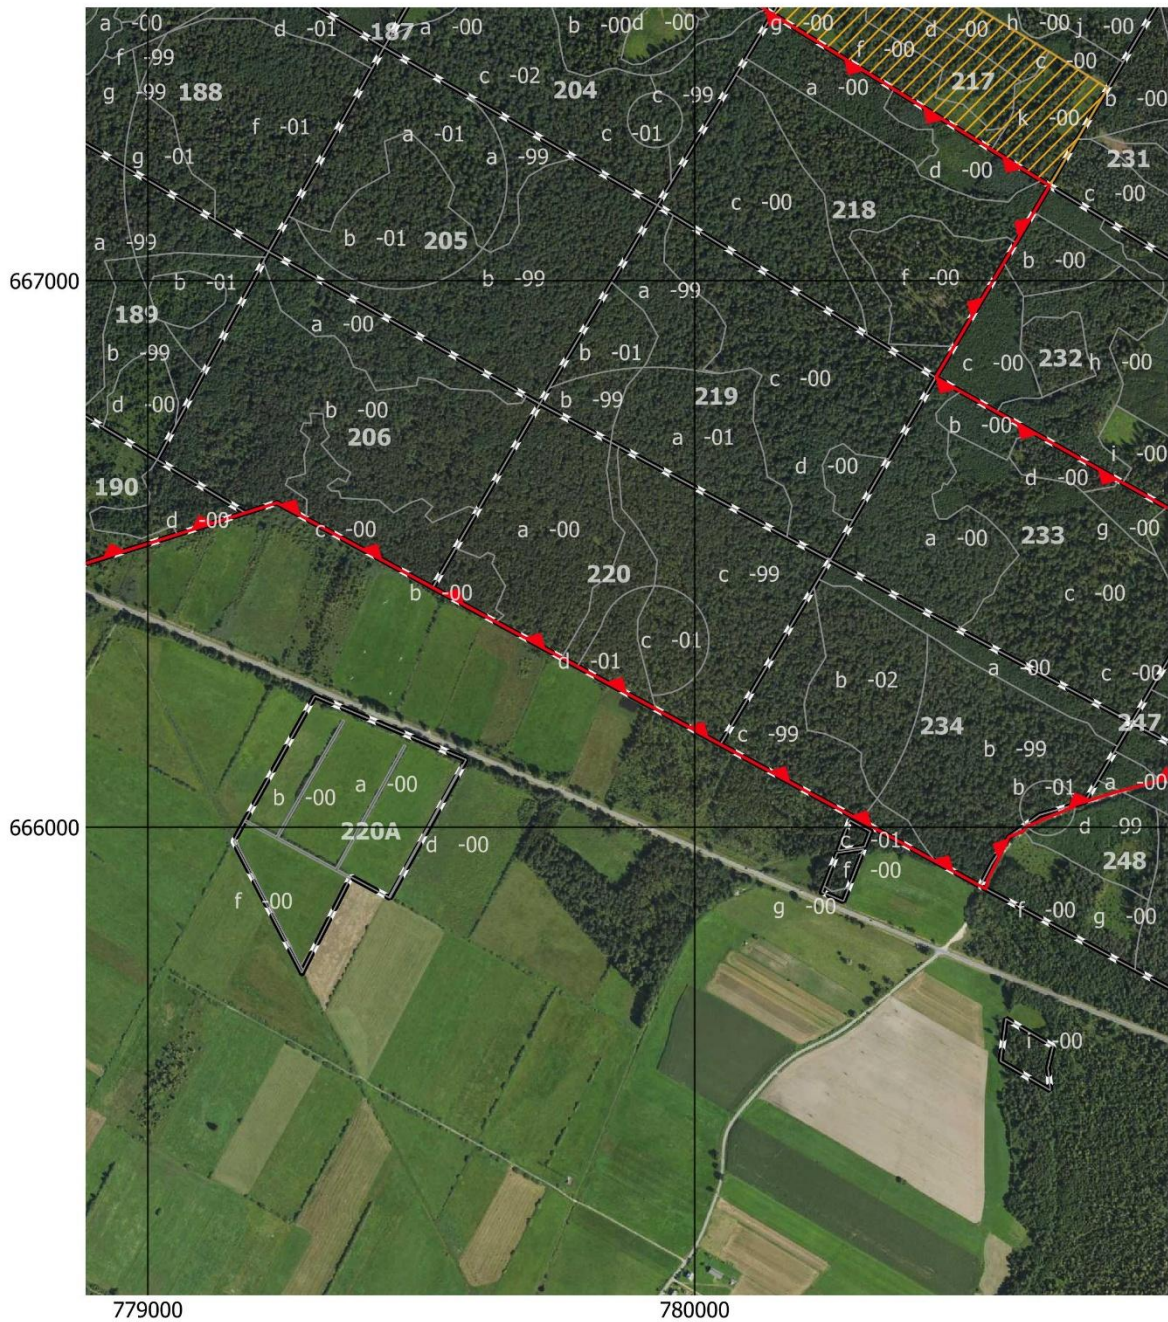 a -00
d -01
187
a -00
b -00
d -00
g -00
d -00
h -00
j -00
f -99
f -00
c -00
c -02
204
217
g -99
188
a -00
c -99
b -00
k -00
f -01
a -01
c -01
g -01
a -99
231
d -00
c -00
c -00
218
a -99
b -01
205
b -00
667000
b -01
b -99
a -99
f -00
189
a -00
b -99
b -01
c -00
232
h -00
d -00
b -00
b -99
219
c -00
206
a -01
b -00
i -00
190
d -00
d -00
d -00
c -00
a -00
a -00
233
g -00
220
c -99
b -00
c -00
c -01
d -01
a -00
c -00
b -02
234
247
c -99
b -99
b -00
a -00
b -01
a -00
666000
220A
d -00
c -01
d -99
f -00
248
f -00
g -00
f -00
g -00
i -00
779000
780000